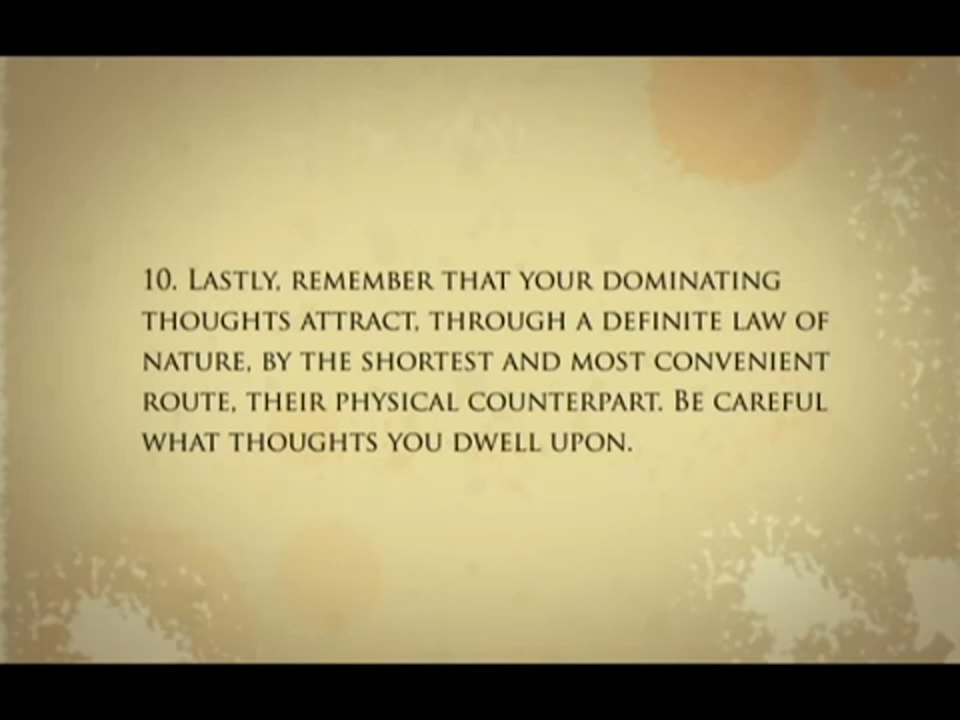 10. Lastly, remember that your dominating
thoughts attract, through a definite law of
nature, by the shortest and most convenient
route, their physical counterpart. Be careful
what thoughts you dwell upon.